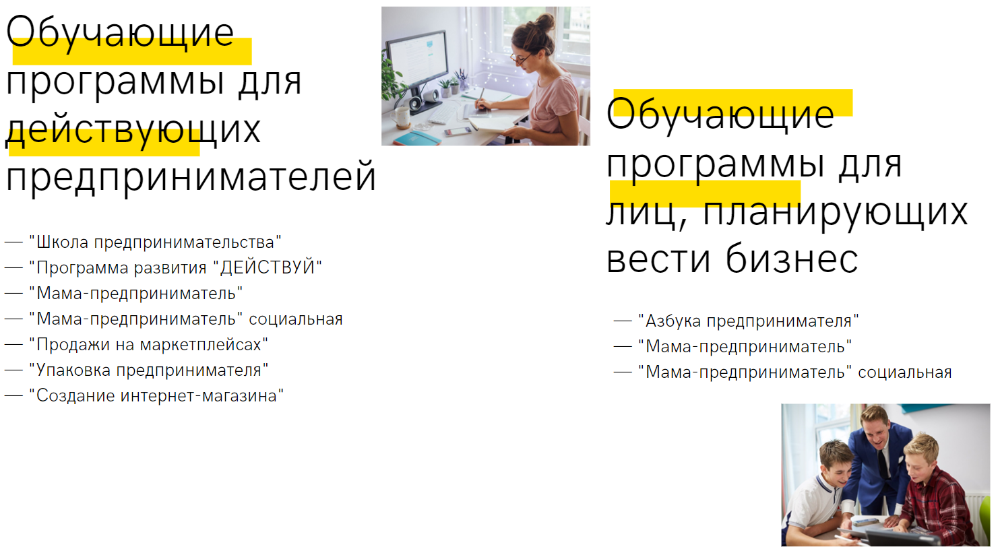 Обучающие
программы для
действующих
предпринимателей
— "Школа предпринимательства"
— "Программа развития "ДЕЙСТВУЙ"
— "Мама-предприниматель"
— "Мама-предприниматель" социальная
— "Продажи на маркетплейсах"
— "Упаковка предпринимателя"
— "Создание интернет-магазина"
Обучающие
программы для
лиц, планирующих
вести бизнес
— "Азбука предпринимателя"
— "Мама-предприниматель"
— "Мама-предприниматель" социальная